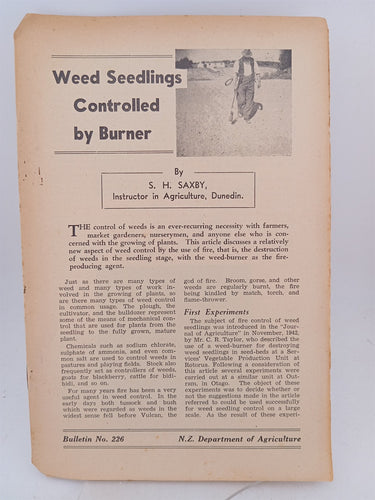 Weed Seedlings
Controlled
by Burner
By
S. H. SAXBY,
Instructor in Agriculture, Dunedin.
THE control of weeds is an ever-recurring necessity with farmers,
market gardeners, nurserymen, and anyone else who is con-
cerned with the growing of plants. This article discusses a relatively
new aspect of weed control by the use of fire, that is, the destruction
of weeds in the seedling stage, with the weed-burner as the fire-
producing agent.
Just as there are many types of
weed and many types of work in-
volved in the growing of plants, so
are there many types of weed control
in common usage. The plough, the
cultivator, and the bulldozer represent
some of the means of mechanical con-
trol that are used for plants from the
seedling to the fully grown, mature
plant.
Chemicals such as sodium chlorate,
sulphate of ammonia, and even com-
mon salt are used to control weeds in
pastures and playing fields. Stock also
frequently act as controllers of weeds,
goats for blackberry, cattle for bidi-
bidi, and so on.
For many years fire has been a very
useful agent in weed control. In the
early days both tussock and bush
which were regarded as weeds in the
widest sense fell before Vulcan, the
god of fire. Broom, gorse, and other
weeds are regularly burnt, the fire
being kindled by match, torch, and
flame-thrower.
First Experiments
The subject of fire control of weed
seedlings was introduced in the "Jour-
nal of Agriculture" in November, 1942,
by Mr. C. R. Taylor, who described the
use of a weed-burner for destroying
weed seedlings in seed-beds at a Ser-
vices' Vegetable Production Unit at
Rotorua. Following a consideration of
this article several experiments were
carried out at a similar unit at Out-
ram, in Otago. The object of these
experiments was to decide whether or
not the suggestions made in the article
referred to could be used successfully
for weed seedling control on a large
scale. As the result of these experi-
Bulletin No. 226
N.Z. Department of Agriculture